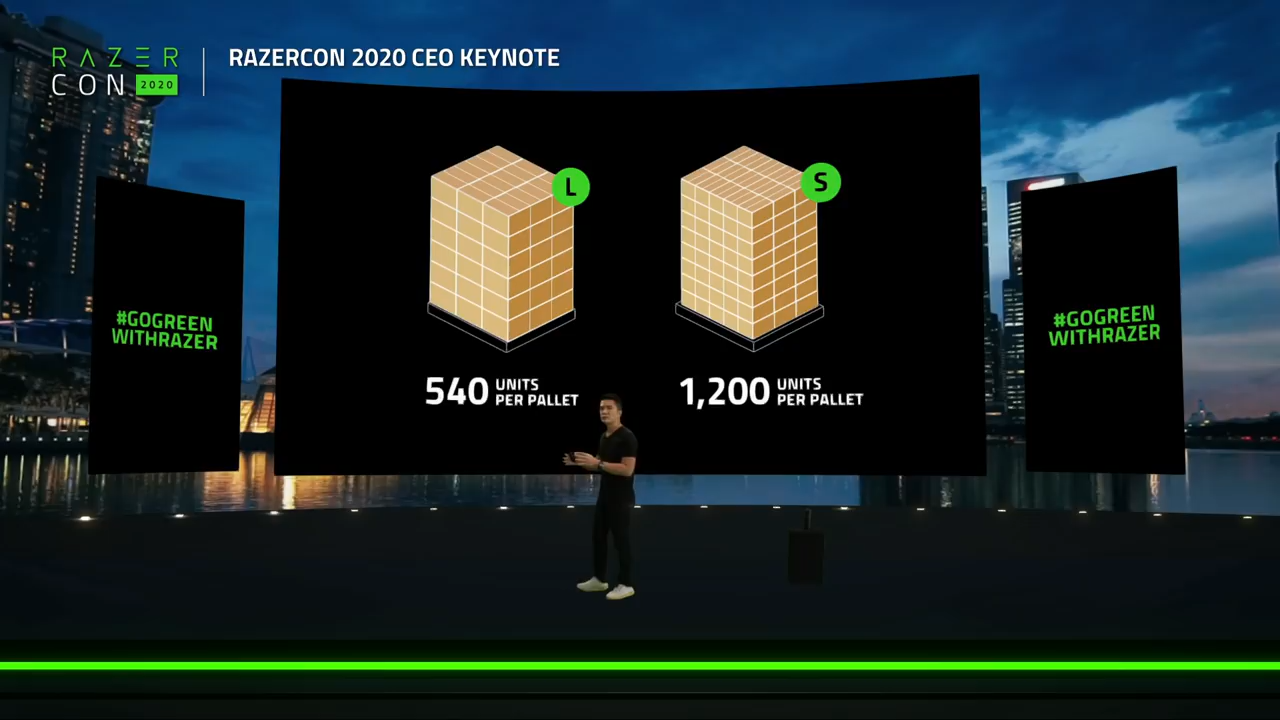 RAZER
CON 2020
RAZERCON 2020 CEO KEYNOTE
L
S
#GOGREEN
WITHRAZER
540 UNITS
PER PALLET
1,200 UNITS
PER PALLET
#GOGREEN
WITHRAZER